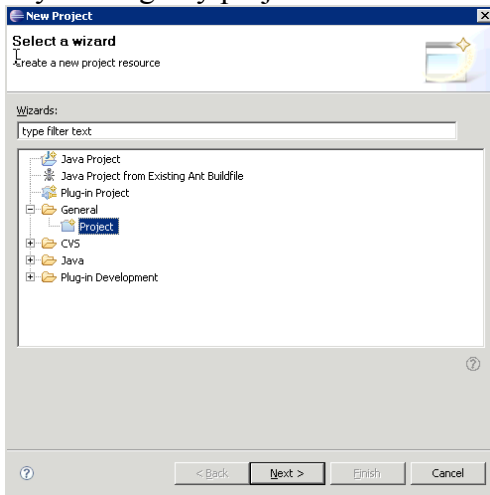 New Project
Select a wizard
Create a new project resource
Wizards:
type filter text
Java Project
Java Project from Existing Ant Buildfile
Plug-in Project
General
Project
CVS
Java
Plug-in Development
< Back Next > Finish Cancel